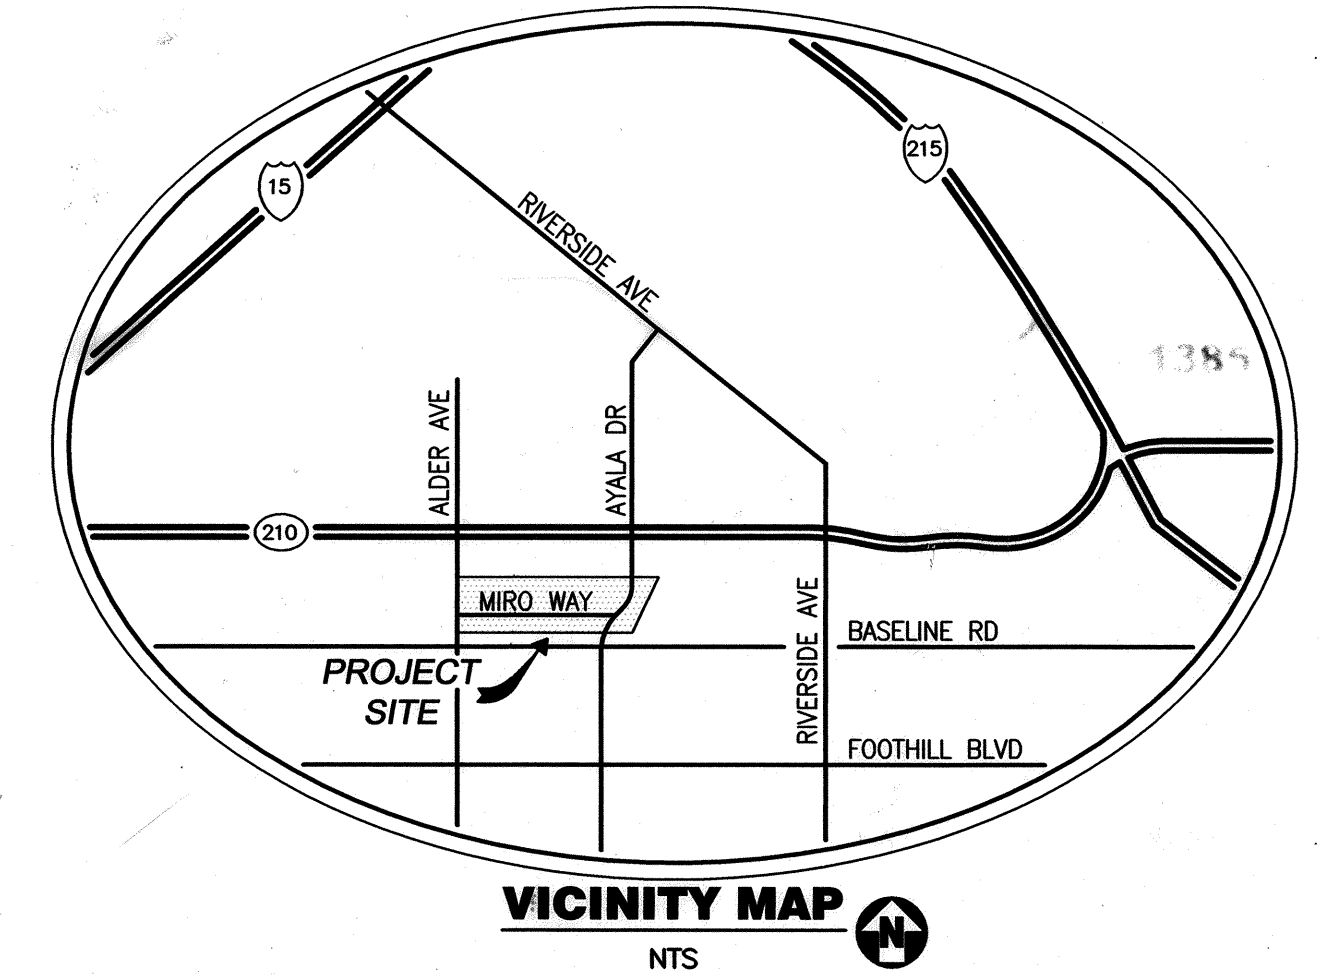 215
15
RIVERSIDE AVE
1385
ALDER AVE
AYALA DR
210
MIRO WAY
RIVERSIDE AVE
BASELINE RD
PROJECT
SITE
FOOTHILL BLVD
VICINITY MAP
N
NTS